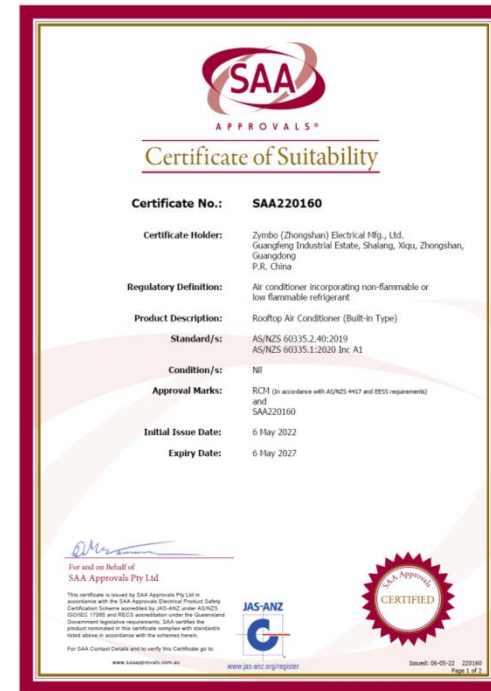 SAA
APPROVALS®
Certificate of Suitability
Certificate No.: SAA220160
Certificate Holder: Zymbo (Zhongshan) Electrical Mfg., Ltd.
Guangfeng Industrial Estate, Shalang, Xiqu, Zhongshan,
Guangdong
P.R. China
Regulatory Definition: Air conditioner incorporating non-flammable or
low flammable refrigerant
Product Description: Rooftop Air Conditioner (Built-in Type)
Standard/s: AS/NZS 60335.2.40:2019
AS/NZS 60335.1:2020 Inc A1
Condition/s: Nil
Approval Marks: RCM (In accordance with AS/NZS 4417 and EESS requirements)
and
SAA220160
Initial Issue Date: 6 May 2022
Expiry Date: 6 May 2027
For and on Behalf of
SAA Approvals Pty Ltd
This certificate is issued by SAA Approvals Pty Ltd in
accordance with the SAA Approvals Electrical Product Safety
Certification Scheme accredited by JAS-ANZ under AS/NZS
ISO/IEC 17065 and RECS accreditation under the Queensland
Government legislative requirements. SAA certifies the
product nominated in this certificate complies with standard/s
listed above in accordance with the schemes herein.
For SAA Contact Details and to verify this Certificate go to:
www.saaapprovals.com.au
JAS-ANZ
C
www.jas-anz.org/register
SAA Approvals
CERTIFIED
Issued: 06-05-22 220160
Page 1 of 2